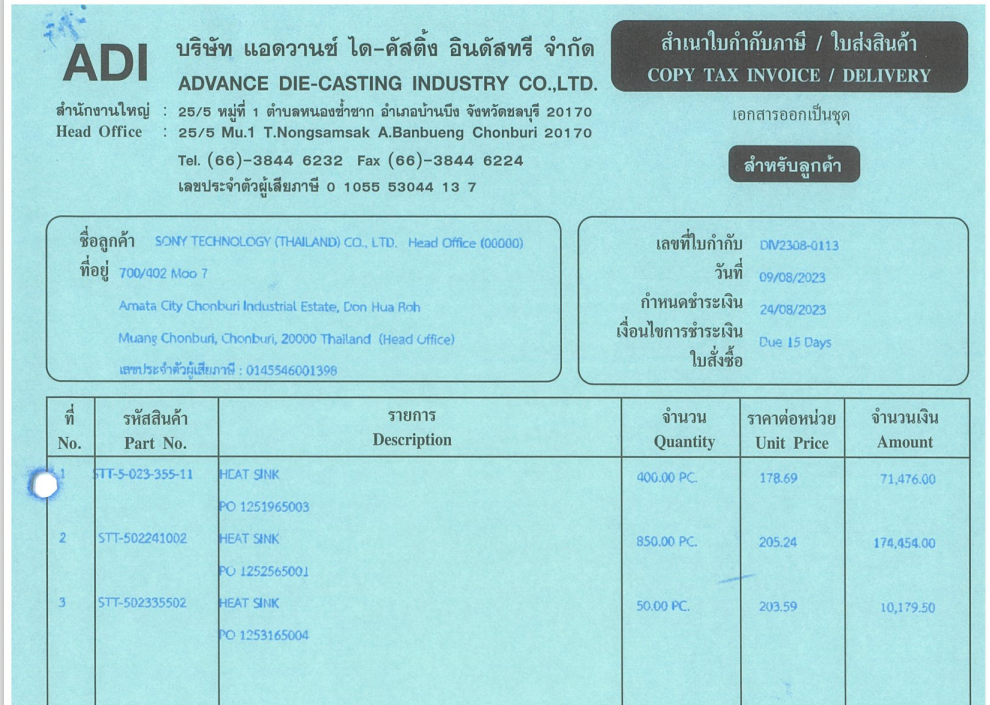 ADI
บริษัท แอดวานซ์ ได-คัสติ้ง อินดัสทรี จำกัด
ADVANCE DIE-CASTING INDUSTRY CO.,LTD.
สำนักงานใหญ่ : 25/5 หมู่ที่ 1 ตำบลหนองซ้ำซาก อำเภอบ้านบึง จังหวัดชลบุรี 20170
Head Office : 25/5 Mu.1 T.Nongsamsak A.Banbueng Chonburi 20170
Tel. (66)-3844 6232 Fax (66)-3844 6224
เลขประจำตัวผู้เสียภาษี 0 1055 53044 13 7
สำเนาใบกำกับภาษี / ใบส่งสินค้า
COPY TAX INVOICE / DELIVERY
เอกสารออกเป็นชุด
สำหรับลูกค้า
ชื่อลูกค้า SONY TECHNOLOGY (THAILAND) CO., LTD. Head Office (00000)
ที่อยู่ 700/402 Moo 7
Amata City Chonburi Industrial Estate, Don Hua Roh
Muang Chonburi, Chonburi, 20000 Thailand (Head Office)
เลขประจำตัวผู้เสียภาษี : 0145546001398
เลขที่ใบกำกับ DIV2308-0113
วันที่ 09/08/2023
กำหนดชำระเงิน 24/08/2023
เงื่อนไขการชำระเงิน Due 15 Days
ใบสั่งซื้อ
ที่ รหัสสินค้า รายการ จำนวน ราคาต่อหน่วย จำนวนเงิน
No. Part No. Description Quantity Unit Price Amount
1 STT-5-023-355-11 HEAT SINK 400.00 PC. 178.69 71,476.00
PO 1251965003
2 STT-502241002 HEAT SINK 850.00 PC. 205.24 174,454.00
PO 1252565001
3 STT-502335502 HEAT SINK 50.00 PC. 203.59 10,179.50
PO 1253165004